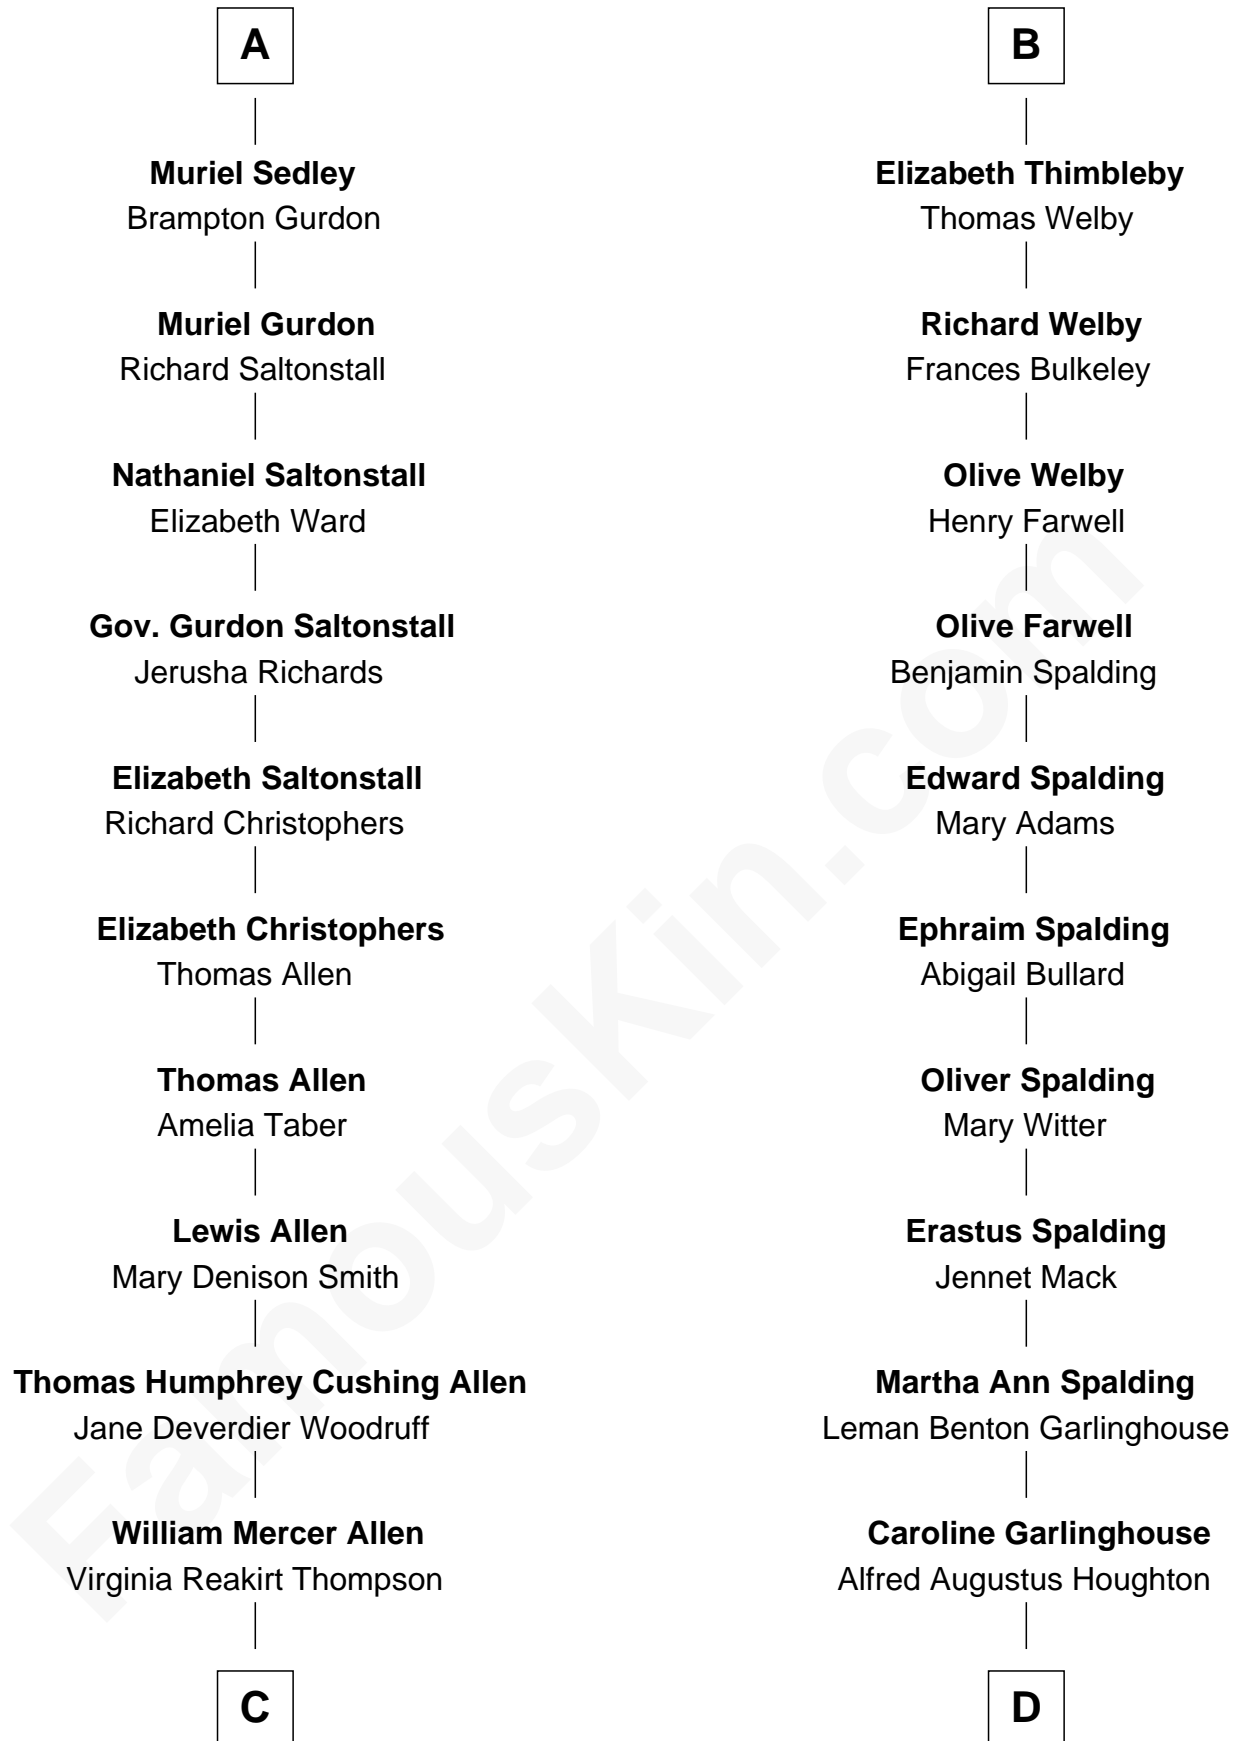 A
Muriel Sedley
Brampton Gurdon
Muriel Gurdon
Richard Saltonstall
Nathaniel Saltonstall
Elizabeth Ward
Gov. Gurdon Saltonstall
Jerusha Richards
Elizabeth Saltonstall
Richard Christophers
Elizabeth Christophers
Thomas Allen
Thomas Allen
Amelia Taber
Lewis Allen
Mary Denison Smith
Thomas Humphrey Cushing Allen
Jane Deverdier Woodruff
William Mercer Allen
Virginia Reakirt Thompson
C
B
Elizabeth Thimbleby
Thomas Welby
Richard Welby
Frances Bulkeley
Olive Welby
Henry Farwell
Olive Farwell
Benjamin Spalding
Edward Spalding
Mary Adams
Ephraim Spalding
Abigail Bullard
Oliver Spalding
Mary Witter
Erastus Spalding
Jennet Mack
Martha Ann Spalding
Leman Benton Garlinghouse
Caroline Garlinghouse
Alfred Augustus Houghton
D
FamousKin.com